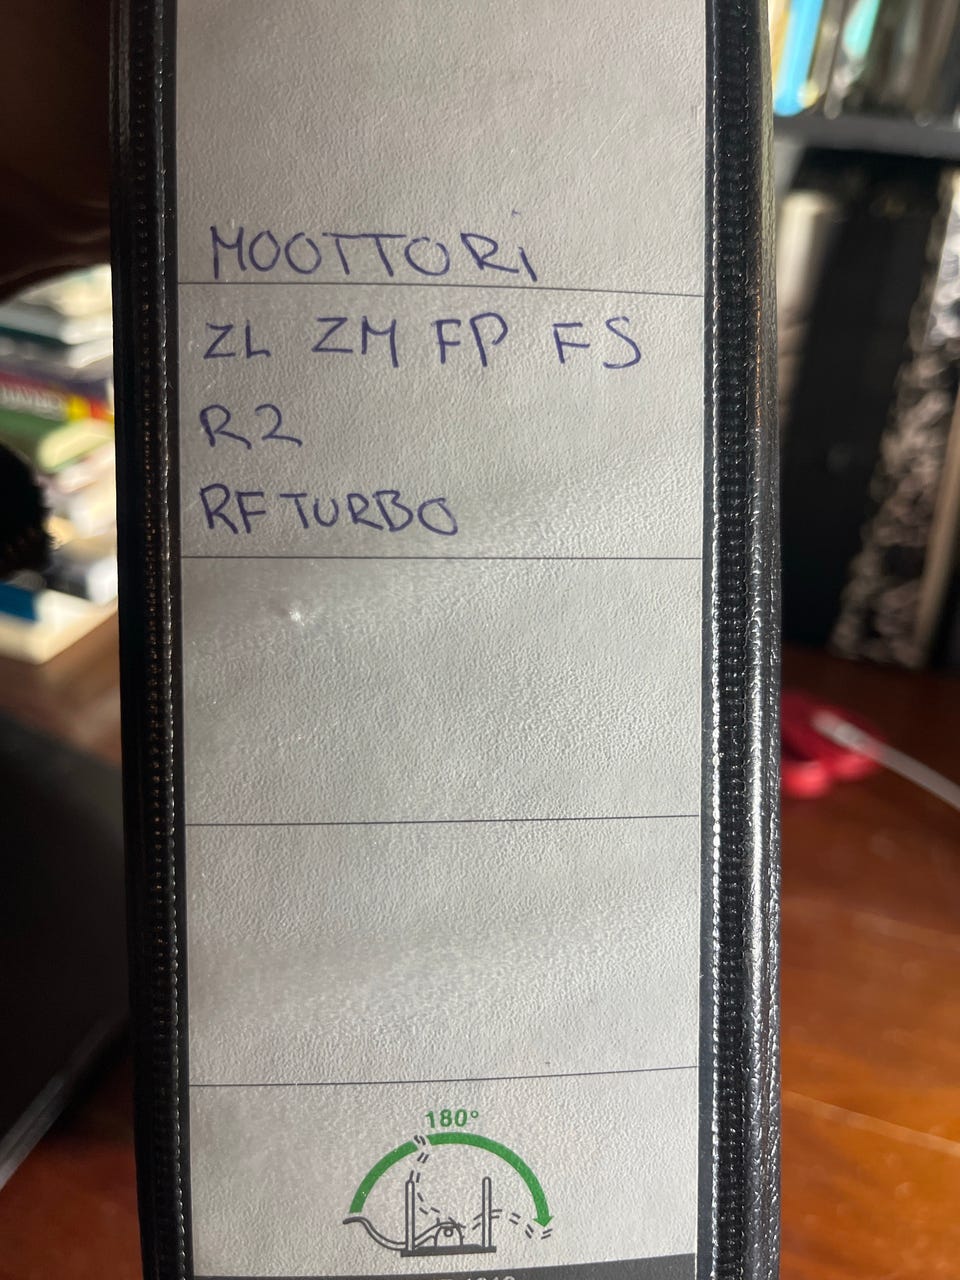 MOOTTORi
ZL ZM FP FS
R2
RF TURBO
180°